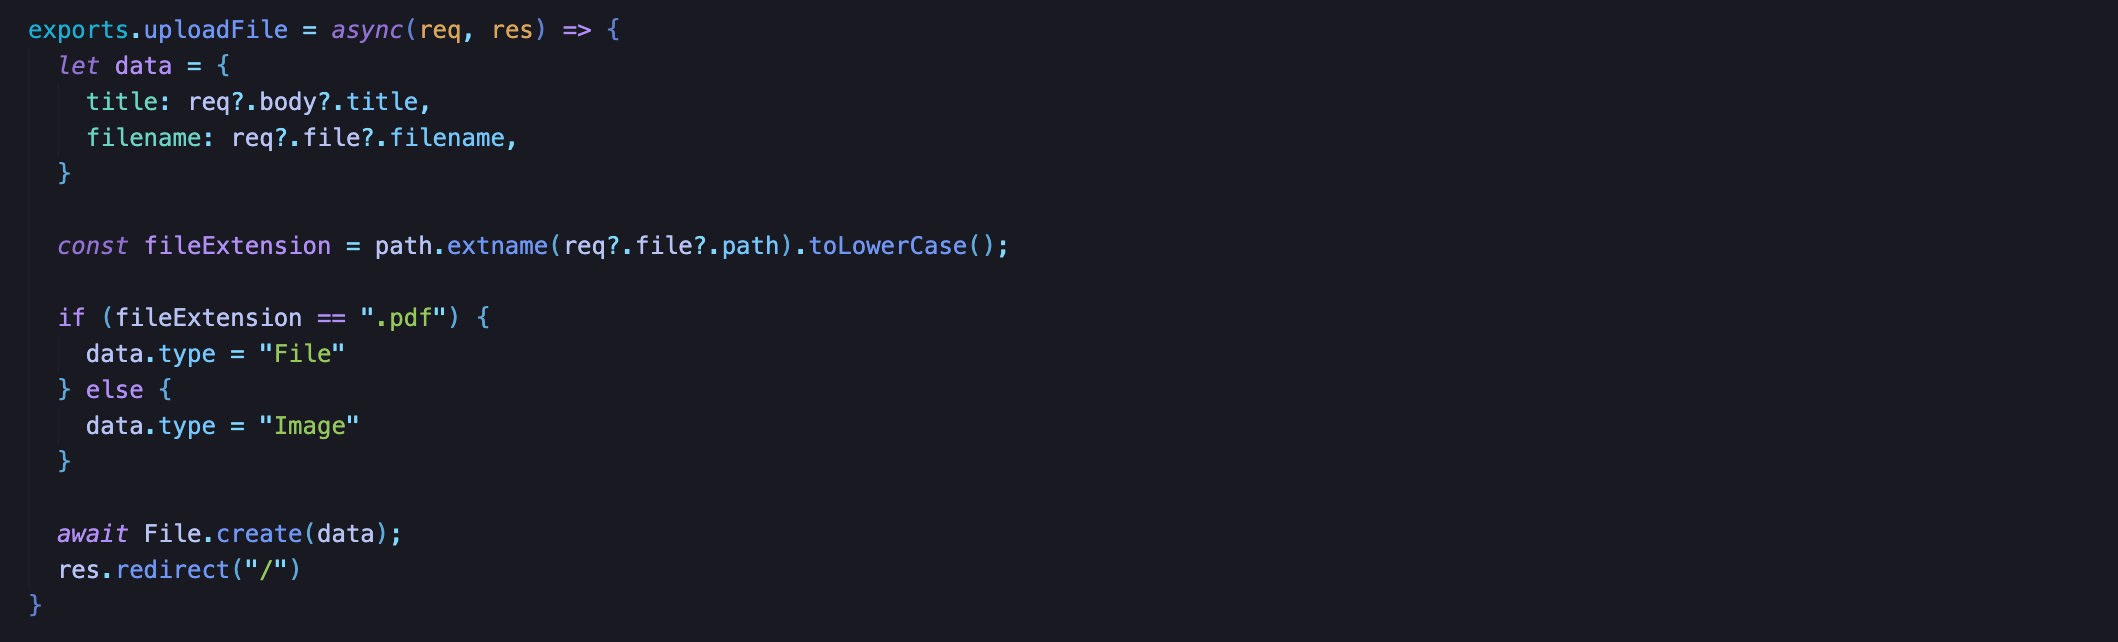 exports.uploadFile = async(req, res) => {
  let data = {
    title: req?.body?.title,
    filename: req?.file?.filename,
  }

  const fileExtension = path.extname(req?.file?.path).toLowerCase();

  if (fileExtension == ".pdf") {
    data.type = "File"
  } else {
    data.type = "Image"
  }

  await File.create(data);
  res.redirect("/")
}